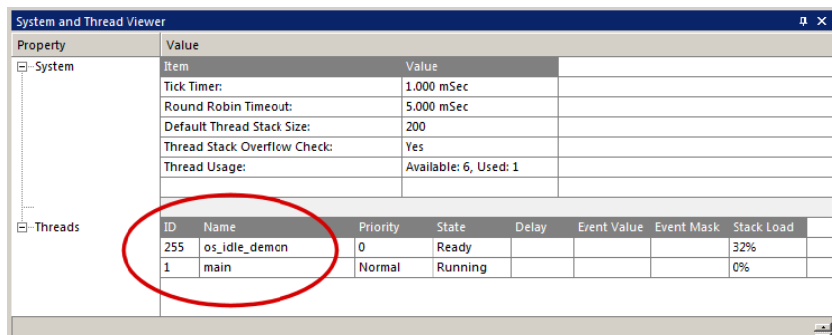 System and Thread Viewer
Property Value
System Item Value
Tick Timer: 1.000 mSec
Round Robin Timeout: 5.000 mSec
Default Thread Stack Size: 200
Thread Stack Overflow Check: Yes
Thread Usage: Available: 6, Used: 1
Threads ID Name Priority State Delay Event Value Event Mask Stack Load
255 os_idle_demon 0 Ready 32%
1 main Normal Running 0%